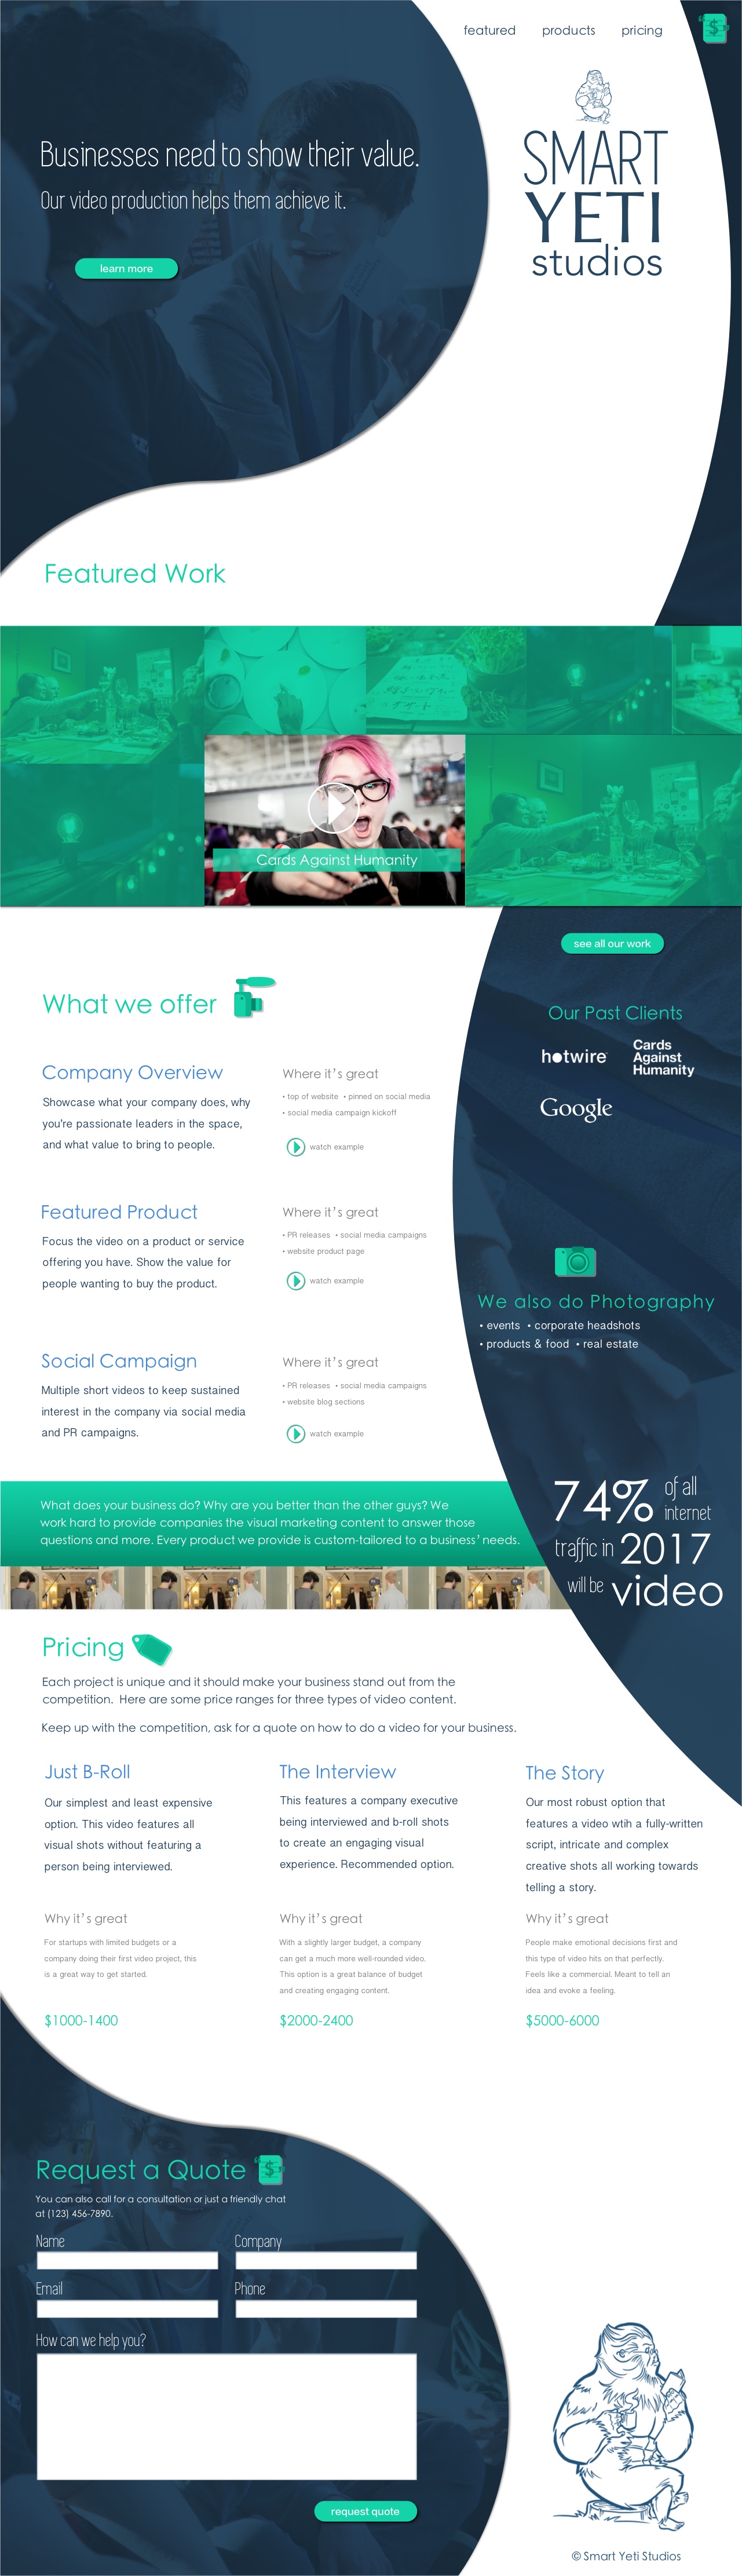 featured products pricing
$
Businesses need to show their value.
Our video production helps them achieve it.
learn more
SMART
YETI
studios
Featured Work
Cards Against Humanity
see all our work
What we offer
Company Overview
Showcase what your company does, why
you're passionate leaders in the space,
and what value to bring to people.
Where it's great
• top of website • pinned on social media
• social media campaign kickoff
watch example
Featured Product
Focus the video on a product or service
offering you have. Show the value for
people wanting to buy the product.
Where it's great
• PR releases • social media campaigns
• website product page
watch example
Social Campaign
Multiple short videos to keep sustained
interest in the company via social media
and PR campaigns.
Where it's great
• PR releases • social media campaigns
• website blog sections
watch example
Our Past Clients
hotwire
Cards
Against
Humanity
Google
We also do Photography
• events • corporate headshots
• products & food • real estate
What does your business do? Why are you better than the other guys? We
work hard to provide companies the visual marketing content to answer those
questions and more. Every product we provide is custom-tailored to a business' needs.
74% of all
internet
traffic in 2017
will be video
Pricing
Each project is unique and it should make your business stand out from the
competition. Here are some price ranges for three types of video content.
Keep up with the competition, ask for a quote on how to do a video for your business.
Just B-Roll
Our simplest and least expensive
option. This video features all
visual shots without featuring a
person being interviewed.
Why it's great
For startups with limited budgets or a
company doing their first video project, this
is a great way to get started.
$1000-1400
The Interview
This features a company executive
being interviewed and b-roll shots
to create an engaging visual
experience. Recommended option.
Why it's great
With a slightly larger budget, a company
can get a much more well-rounded video.
This option is a great balance of budget
and creating engaging content.
$2000-2400
The Story
Our most robust option that
features a video wtih a fully-written
script, intricate and complex
creative shots all working towards
telling a story.
Why it's great
People make emotional decisions first and
this type of video hits on that perfectly.
Feels like a commercial. Meant to tell an
idea and evoke a feeling.
$5000-6000
Request a Quote
$
You can also call for a consultation or just a friendly chat
at (123) 456-7890.
Name Company
Email Phone
How can we help you?
request quote
© Smart Yeti Studios